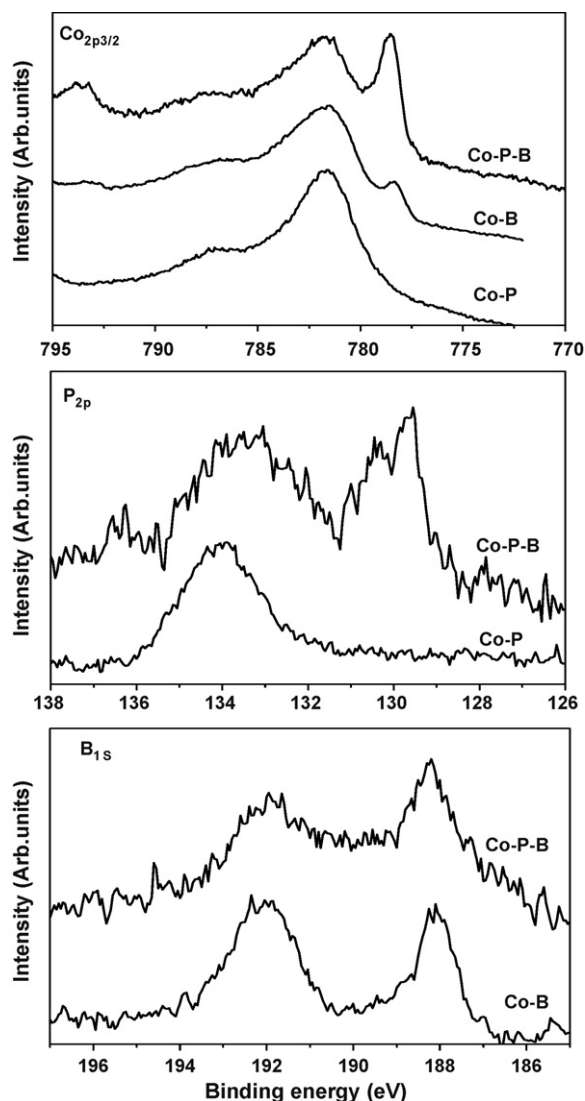 Co2p3/2
Intensity (Arb.units)
Co-P-B
Co-B
Co-P
795 790 785 780 775 770
P2p
Intensity (Arb.units)
Co-P-B
Co-P
138 136 134 132 130 128 126
B1S
Intensity (Arb.units)
Co-P-B
Co-B
196 194 192 190 188 186
Binding energy (eV)